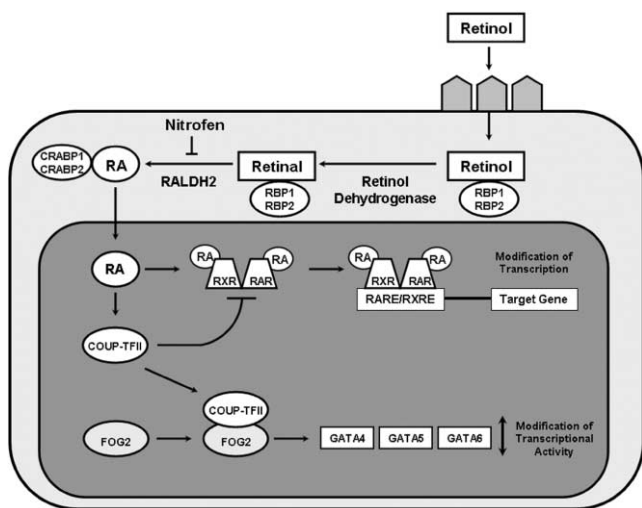 Retinol
Nitrofen
CRABP1
CRABP2
RA
RALDH2
Retinal
RBP1
RBP2
Retinol
Dehydrogenase
Retinol
RBP1
RBP2
RA
RA
RXR
RAR
RA
RA
RXR
RAR
RA
RARE/RXRE
Modification of
Transcription
Target Gene
COUP-TFII
COUP-TFII
FOG2
FOG2
GATA4
GATA5
GATA6
Modification of
Transcriptional
Activity